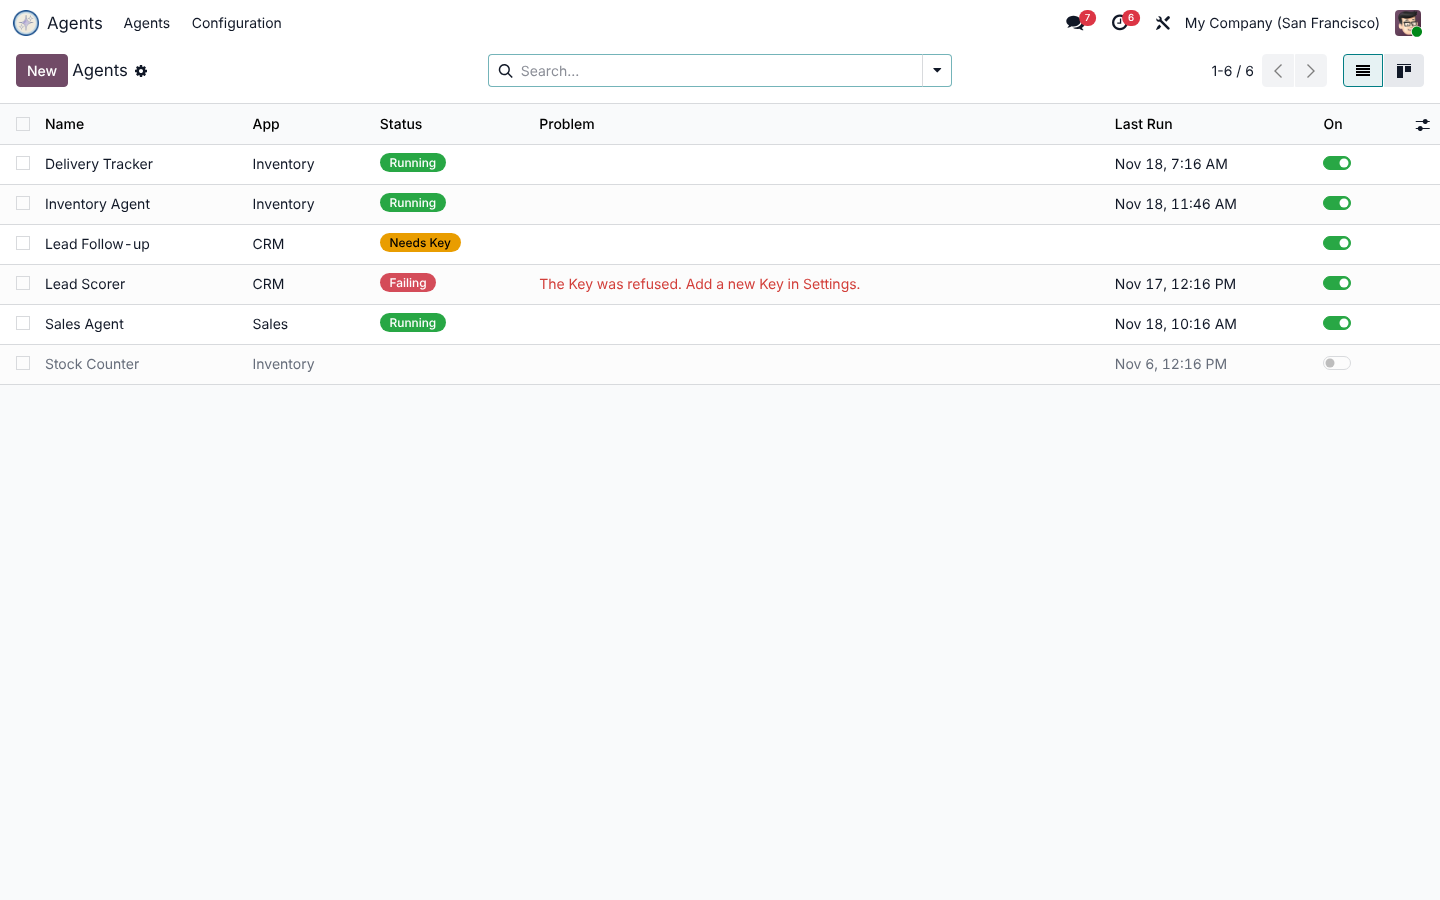 Agents Agents Configuration 7 6 My Company (San Francisco)
New Agents Search... 1-6 / 6
Name App Status Problem Last Run On
Delivery Tracker Inventory Running Nov 18, 7:16 AM
Inventory Agent Inventory Running Nov 18, 11:46 AM
Lead Follow-up CRM Needs Key
Lead Scorer CRM Failing The Key was refused. Add a new Key in Settings. Nov 17, 12:16 PM
Sales Agent Sales Running Nov 18, 10:16 AM
Stock Counter Inventory Nov 6, 12:16 PM